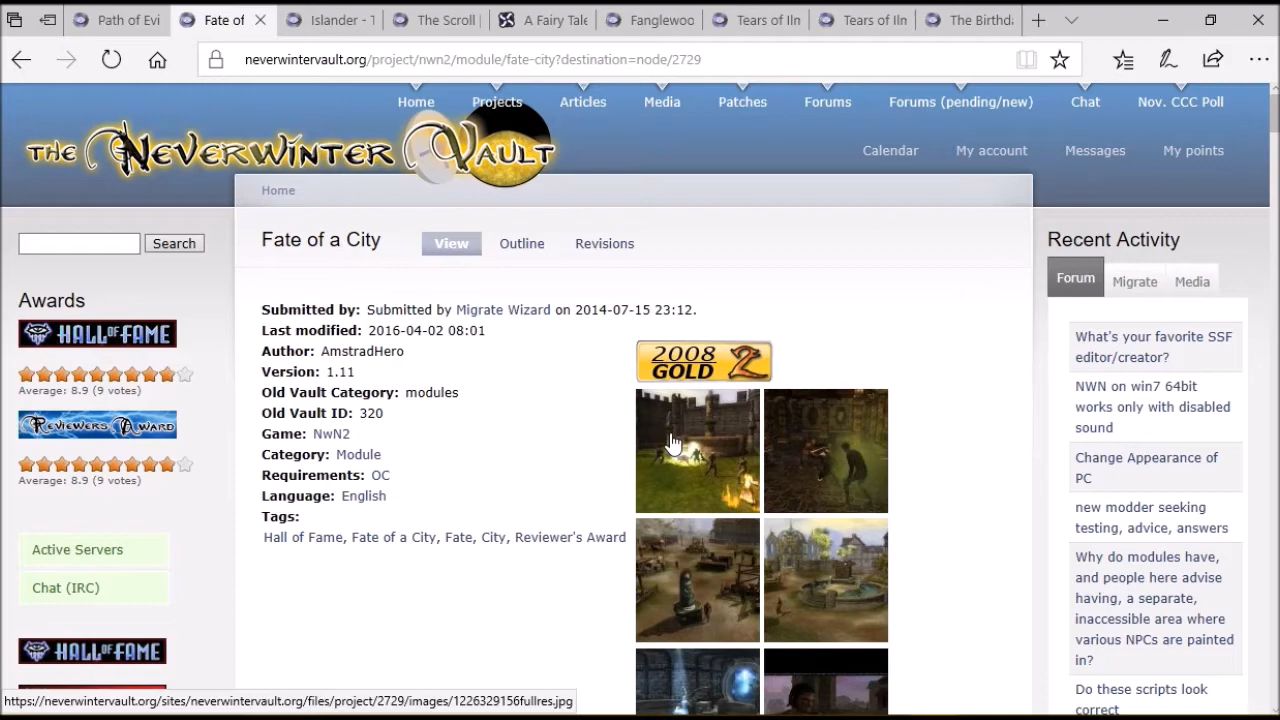 Path of Evi
Fate of
Islander - T
The Scroll
A Fairy Tale
Fanglewoo
Tears of Iln
Tears of Iln
The Birthda
neverwintervault.org/project/nwn2/module/fate-city?destination=node/2729
Home
Projects
Articles
Media
Patches
Forums
Forums (pending/new)
Chat
Nov. CCC Poll
THE NEVERWINTER VAULT
Calendar
My account
Messages
My points
Home
Search
Fate of a City
View
Outline
Revisions
Recent Activity
Forum
Migrate
Media
Awards
HALL OF FAME
Average: 8.9 (9 votes)
REVIEWERS AWARD
Average: 8.9 (9 votes)
Active Servers
Chat (IRC)
HALL OF FAME
Submitted by: Submitted by Migrate Wizard on 2014-07-15 23:12.
Last modified: 2016-04-02 08:01
Author: AmstradHero
Version: 1.11
Old Vault Category: modules
Old Vault ID: 320
Game: NwN2
Category: Module
Requirements: OC
Language: English
Tags:
Hall of Fame, Fate of a City, Fate, City, Reviewer's Award
2008
GOLD 2
What's your favorite SSF
editor/creator?
NWN on win7 64bit
works only with disabled
sound
Change Appearance of
PC
new modder seeking
testing, advice, answers
Why do modules have,
and people here advise
having, a separate,
inaccessible area where
various NPCs are painted
in?
Do these scripts look
correct
https://neverwintervault.org/sites/neverwintervault.org/files/project/2729/images/1226329156fullres.jpg